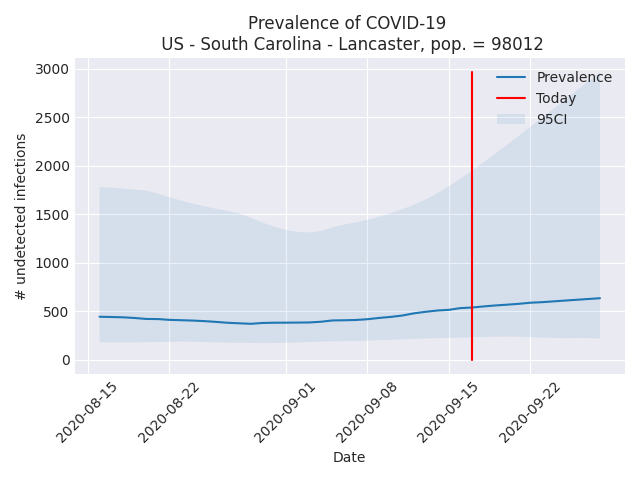 Prevalence of COVID-19
US - South Carolina - Lancaster, pop. = 98012
# undetected infections
3000
2500
2000
1500
1000
500
0
Prevalence
Today
95CI
2020-08-15
2020-08-22
2020-09-01
2020-09-08
2020-09-15
2020-09-22
Date